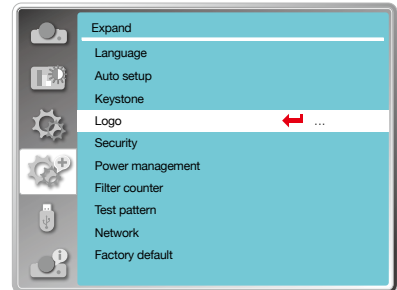 Expand
Language
Auto setup
Keystone
Logo ...
Security
Power management
Filter counter
Test pattern
Network
Factory default